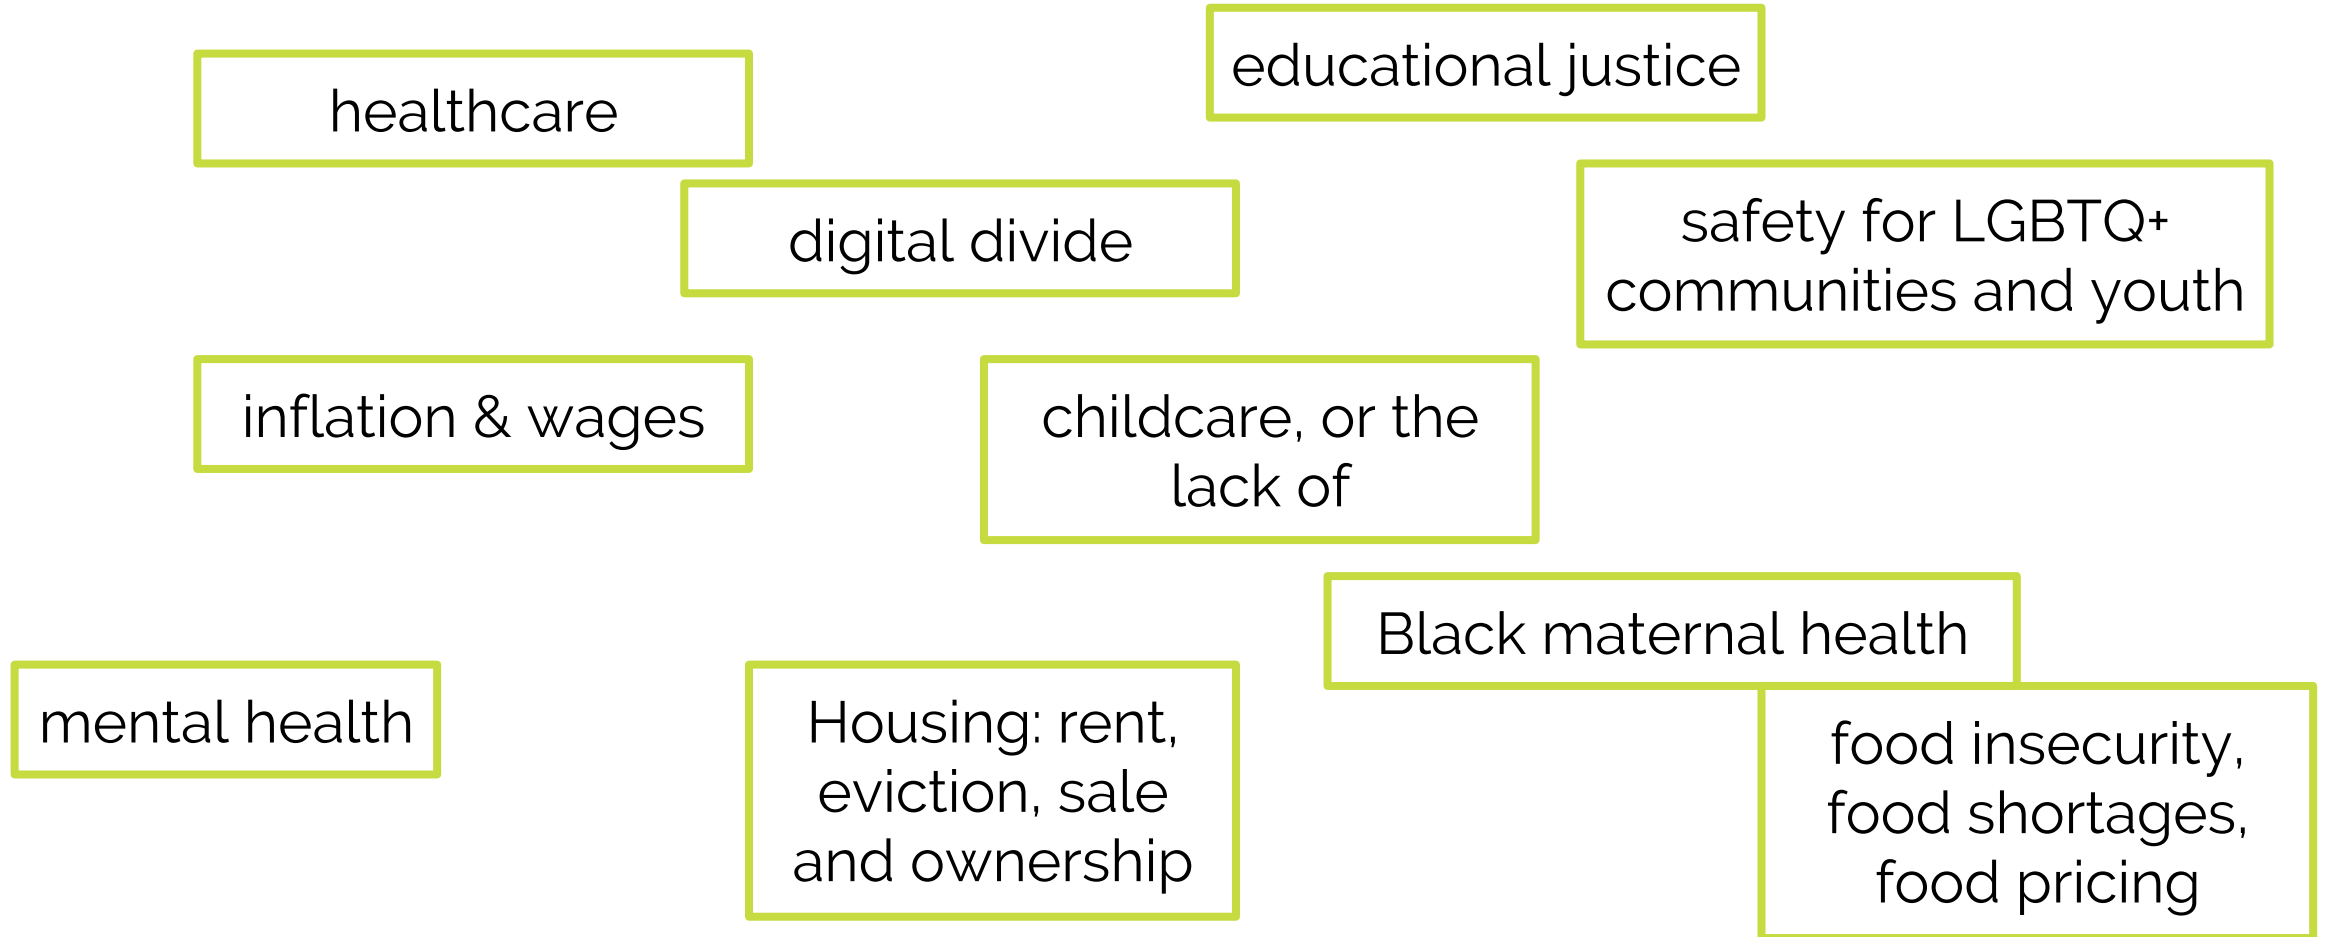 educational justice
healthcare
digital divide
safety for LGBTQ+
communities and youth
inflation & wages
childcare, or the
lack of
Black maternal health
mental health
Housing: rent,
eviction, sale
and ownership
food insecurity,
food shortages,
food pricing